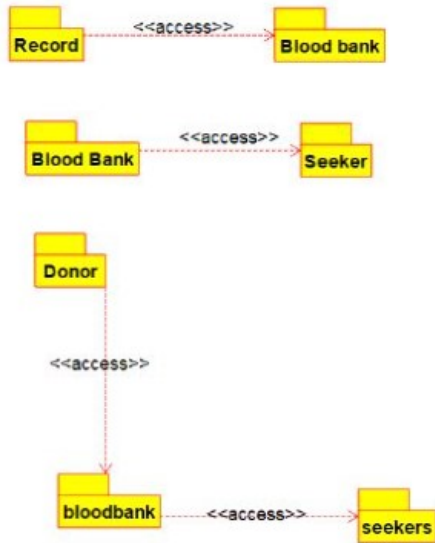 <<access>>
Record
Blood bank
<<access>>
Blood Bank
Seeker
Donor
<<access>>
bloodbank
<<access>>
seekers